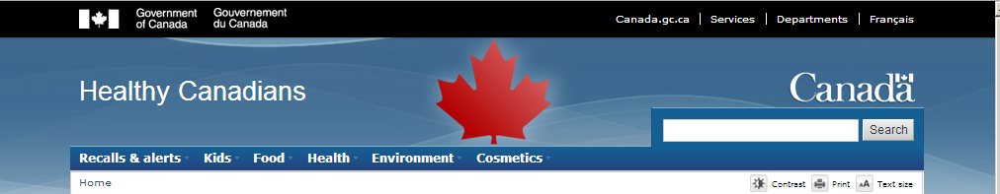 Government of Canada
Gouvernement du Canada
Canada.gc.ca
Services
Departments
Français
Healthy Canadians
Canada
Search
Recalls & alerts
Kids
Food
Health
Environment
Cosmetics
Home
Contrast
Print
AA
Text size